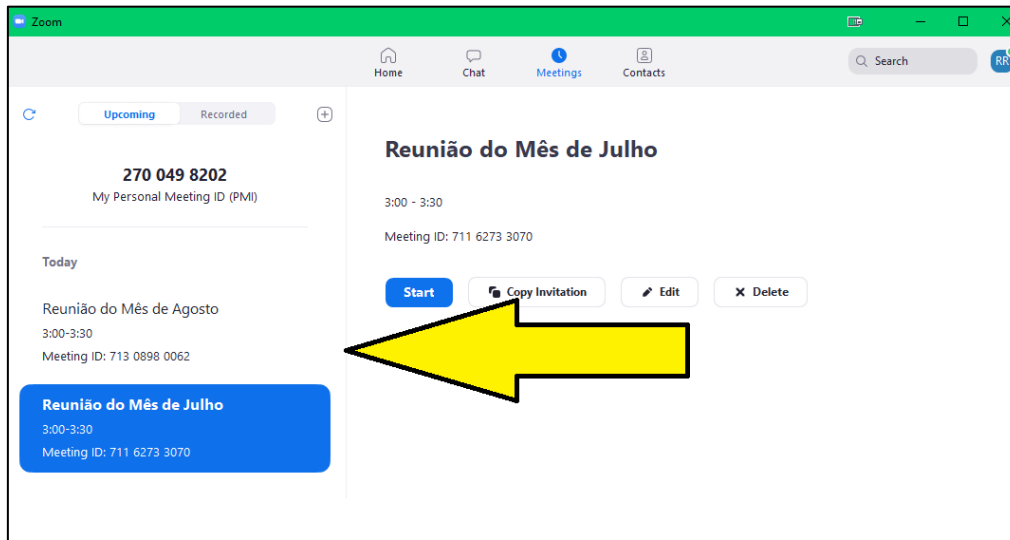 Zoom
Home
Chat
Meetings
Contacts
Search
RR
Upcoming
Recorded
270 049 8202
My Personal Meeting ID (PMI)
Today
Reunião do Mês de Agosto
3:00-3:30
Meeting ID: 713 0898 0062
Reunião do Mês de Julho
3:00-3:30
Meeting ID: 711 6273 3070
Reunião do Mês de Julho
3:00 - 3:30
Meeting ID: 711 6273 3070
Start
Copy Invitation
Edit
Delete